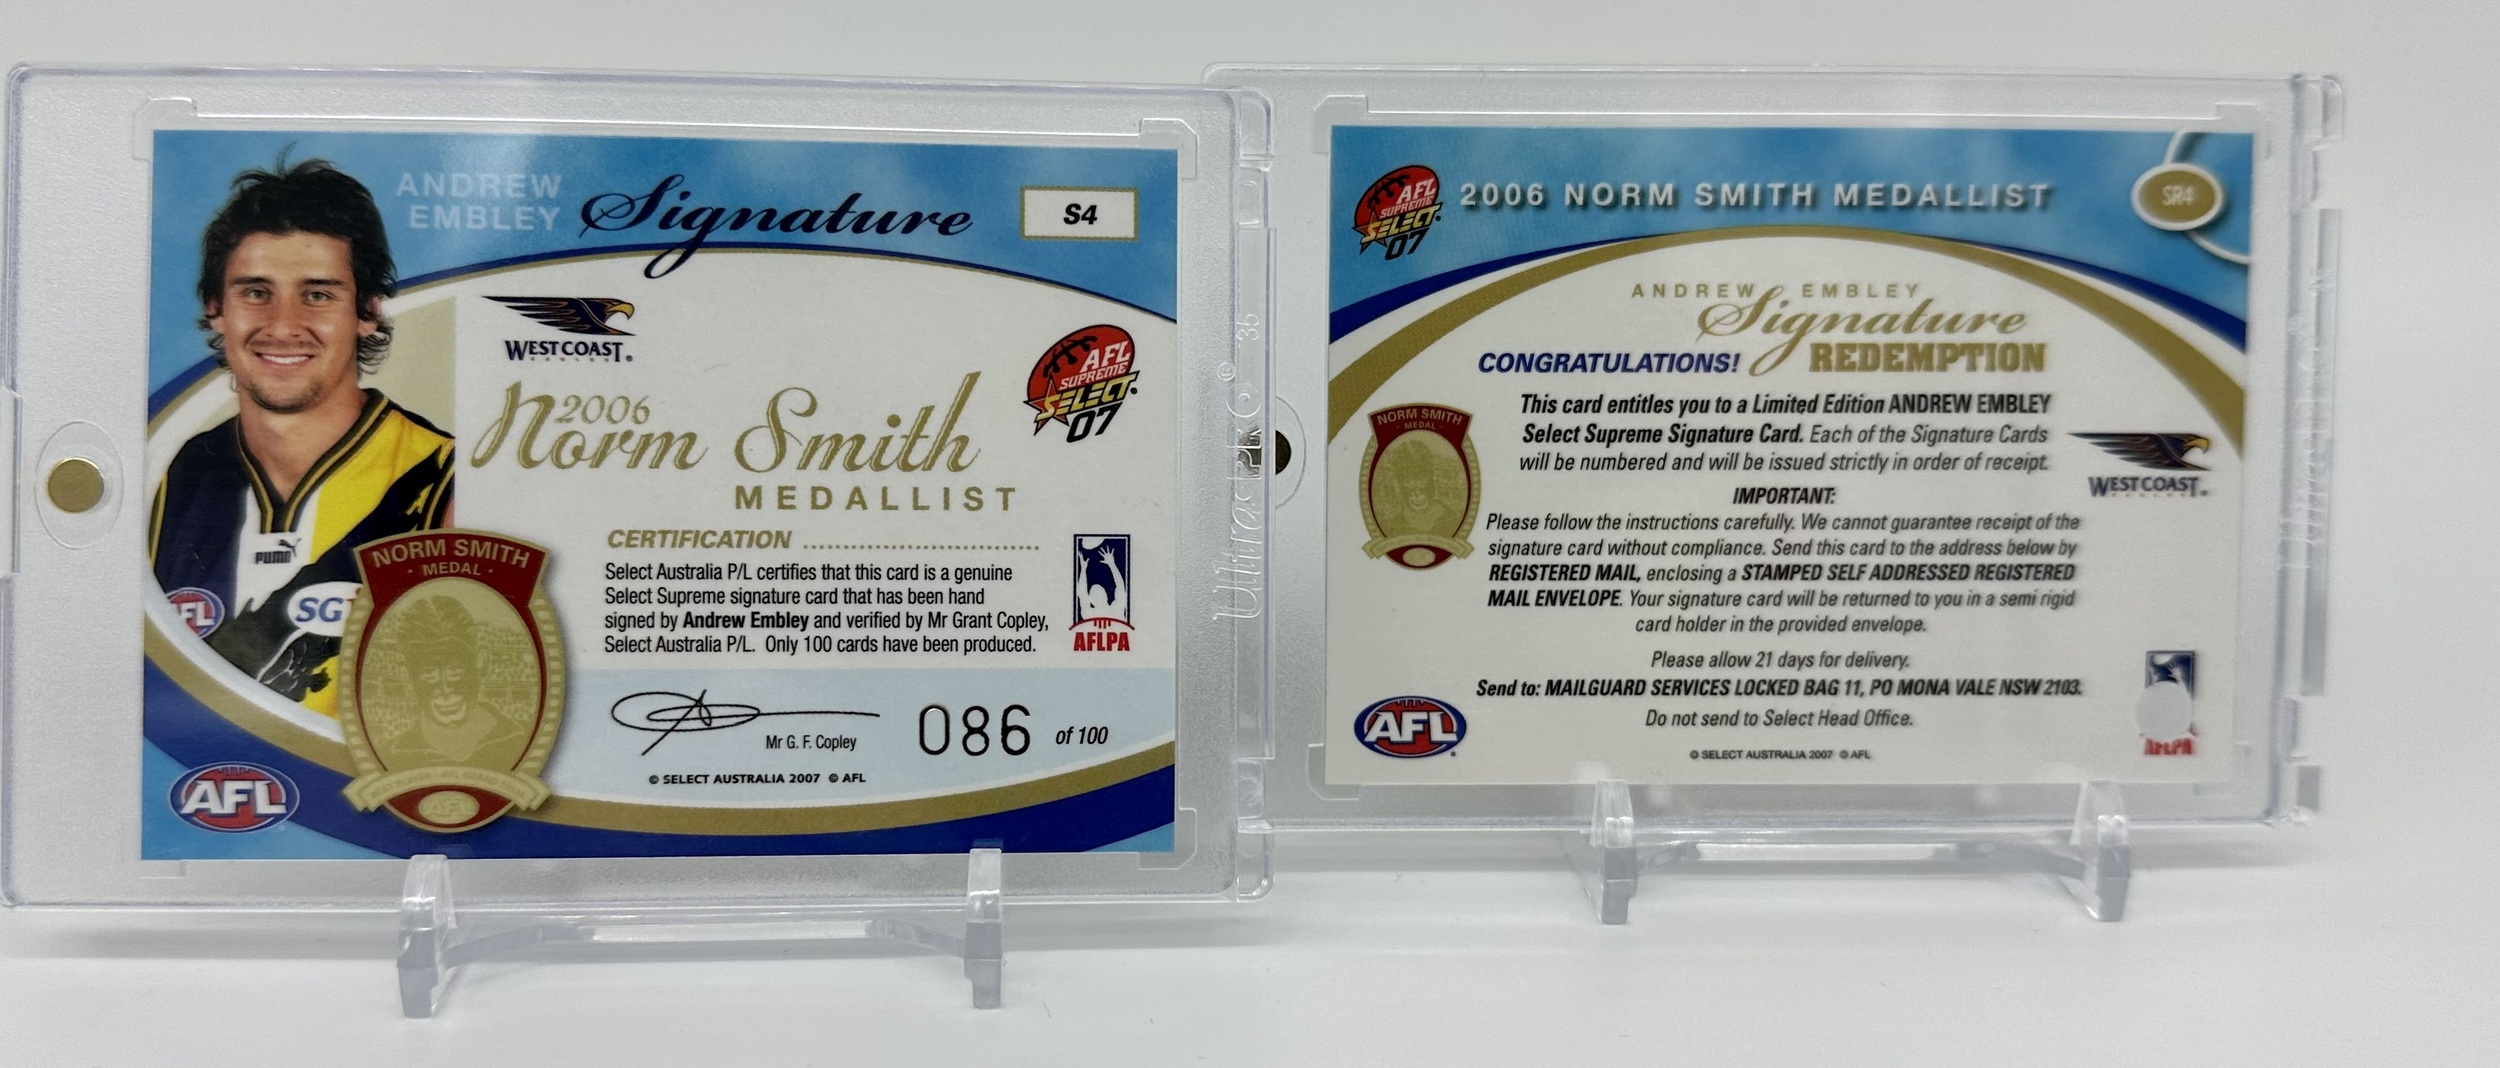 ANDREW
EMBLEY
Signature
S4
WEST COAST
EAGLES
AFL
SUPREME
SELECT
07
2006
Norm Smith
MEDALLIST
PUMA
AFL
SGI
NORM SMITH
· MEDAL ·
CERTIFICATION
Select Australia P/L certifies that this card is a genuine
Select Supreme signature card that has been hand
signed by Andrew Embley and verified by Mr Grant Copley,
Select Australia P/L. Only 100 cards have been produced.
AFLPA
Mr G. F. Copley
086 of 100
© SELECT AUSTRALIA 2007 © AFL
AFL
AFL
Ultra PRO
35
AFL
SUPREME
SELECT
07
2006 NORM SMITH MEDALLIST
SR4
ANDREW EMBLEY
Signature
REDEMPTION
CONGRATULATIONS!
This card entitles you to a Limited Edition ANDREW EMBLEY
Select Supreme Signature Card. Each of the Signature Cards
will be numbered and will be issued strictly in order of receipt.
NORM SMITH
· MEDAL ·
WEST COAST
IMPORTANT:
Please follow the instructions carefully. We cannot guarantee receipt of the
signature card without compliance. Send this card to the address below by
REGISTERED MAIL, enclosing a STAMPED SELF ADDRESSED REGISTERED
MAIL ENVELOPE. Your signature card will be returned to you in a semi rigid
card holder in the provided envelope.
Please allow 21 days for delivery.
Send to: MAILGUARD SERVICES LOCKED BAG 11, PO MONA VALE NSW 2103.
Do not send to Select Head Office.
© SELECT AUSTRALIA 2007 © AFL
AFL
AFLPA